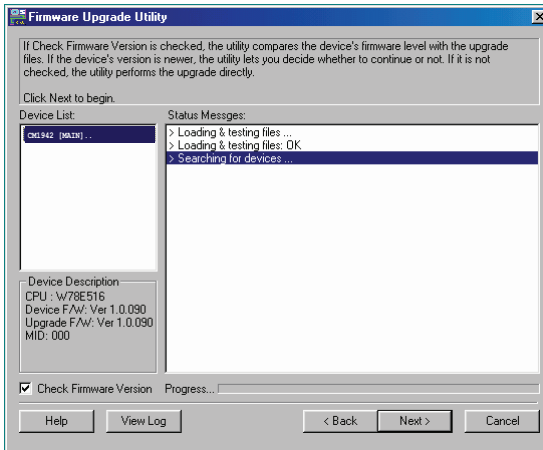 Firmware Upgrade Utility
If Check Firmware Version is checked, the utility compares the device's firmware level with the upgrade
files. If the device's version is newer, the utility lets you decide whether to continue or not. If it is not
checked, the utility performs the upgrade directly.
Click Next to begin.
Device List:
CM1942 [MAIN]..
Status Messges:
> Loading & testing files ...
> Loading & testing files: OK
> Searching for devices ...
Device Description
CPU : W78E516
Device F/W: Ver 1.0.090
Upgrade F/W: Ver 1.0.090
MID: 000
Check Firmware Version
Progress...
Help
View Log
< Back
Next >
Cancel